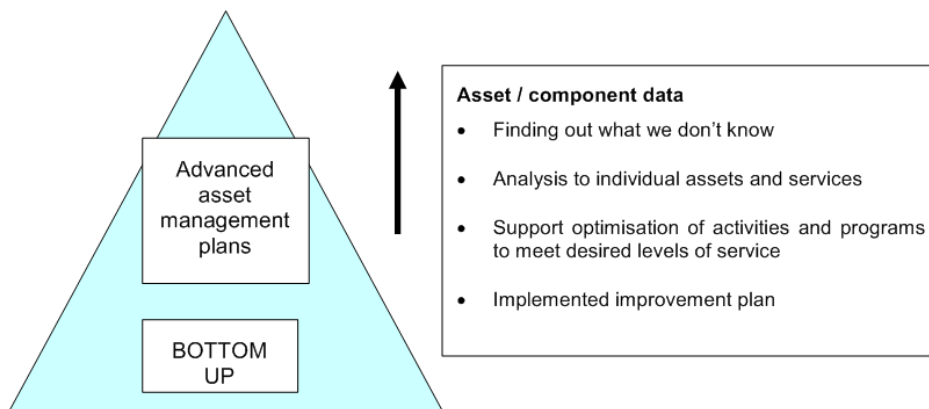 Advanced
asset
management
plans
BOTTOM
UP
Asset / component data
• Finding out what we don't know
• Analysis to individual assets and services
• Support optimisation of activities and programs
to meet desired levels of service
• Implemented improvement plan